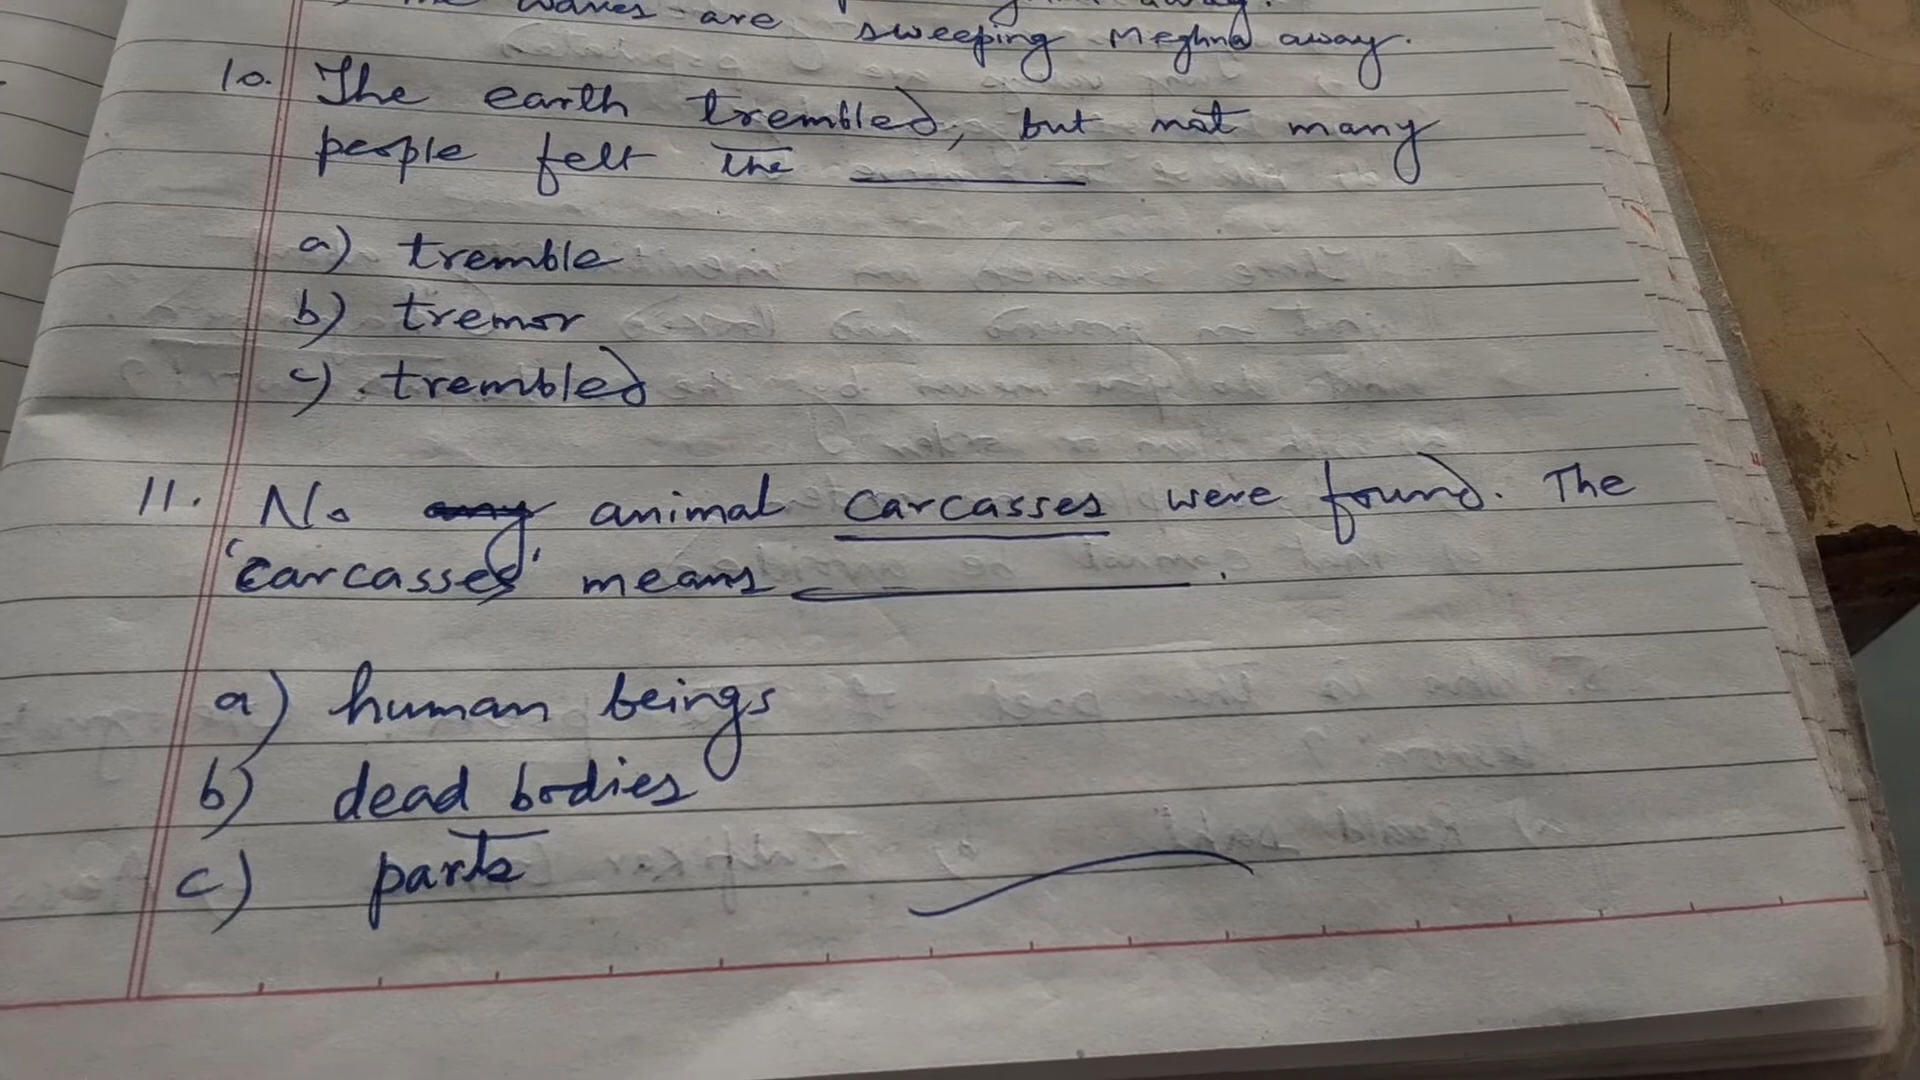 waves are sweeping Meghna away.
10. The earth trembled, but not many
people felt the ________
a) tremble
b) tremor
c) trembled
11. No animal carcasses were found. The
'carcasses' means ________.
a) human beings
b) dead bodies
c) parts